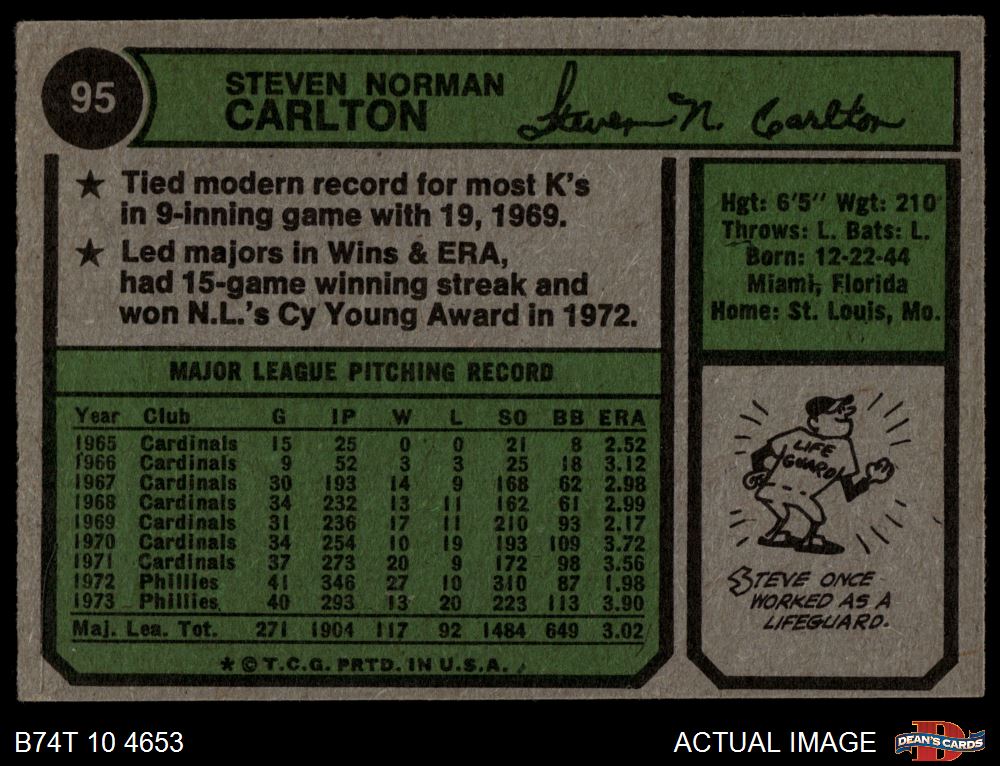 95
STEVEN NORMAN
CARLTON
Steven N. Carlton
★ Tied modern record for most K's
in 9-inning game with 19, 1969.
★ Led majors in Wins & ERA,
had 15-game winning streak and
won N.L.'s Cy Young Award in 1972.
Hgt: 6'5" Wgt: 210
Throws: L. Bats: L.
Born: 12-22-44
Miami, Florida
Home: St. Louis, Mo.
MAJOR LEAGUE PITCHING RECORD
Year Club G IP W L SO BB ERA
1965 Cardinals 15 25 0 0 21 8 2.52
1966 Cardinals 9 52 3 3 25 18 3.12
1967 Cardinals 30 193 14 9 168 62 2.98
1968 Cardinals 34 232 13 11 162 61 2.99
1969 Cardinals 31 236 17 11 210 93 2.17
1970 Cardinals 34 254 10 19 193 109 3.72
1971 Cardinals 37 273 20 9 172 98 3.56
1972 Phillies 41 346 27 10 310 87 1.98
1973 Phillies 40 293 13 20 223 113 3.90
Maj. Lea. Tot. 271 1904 117 92 1484 649 3.02
★ © T.C.G. PRTD. IN U.S.A.
LIFE
GUARD
STEVE ONCE
WORKED AS A
LIFEGUARD.
B74T 10 4653
ACTUAL IMAGE
DEAN'S CARDS